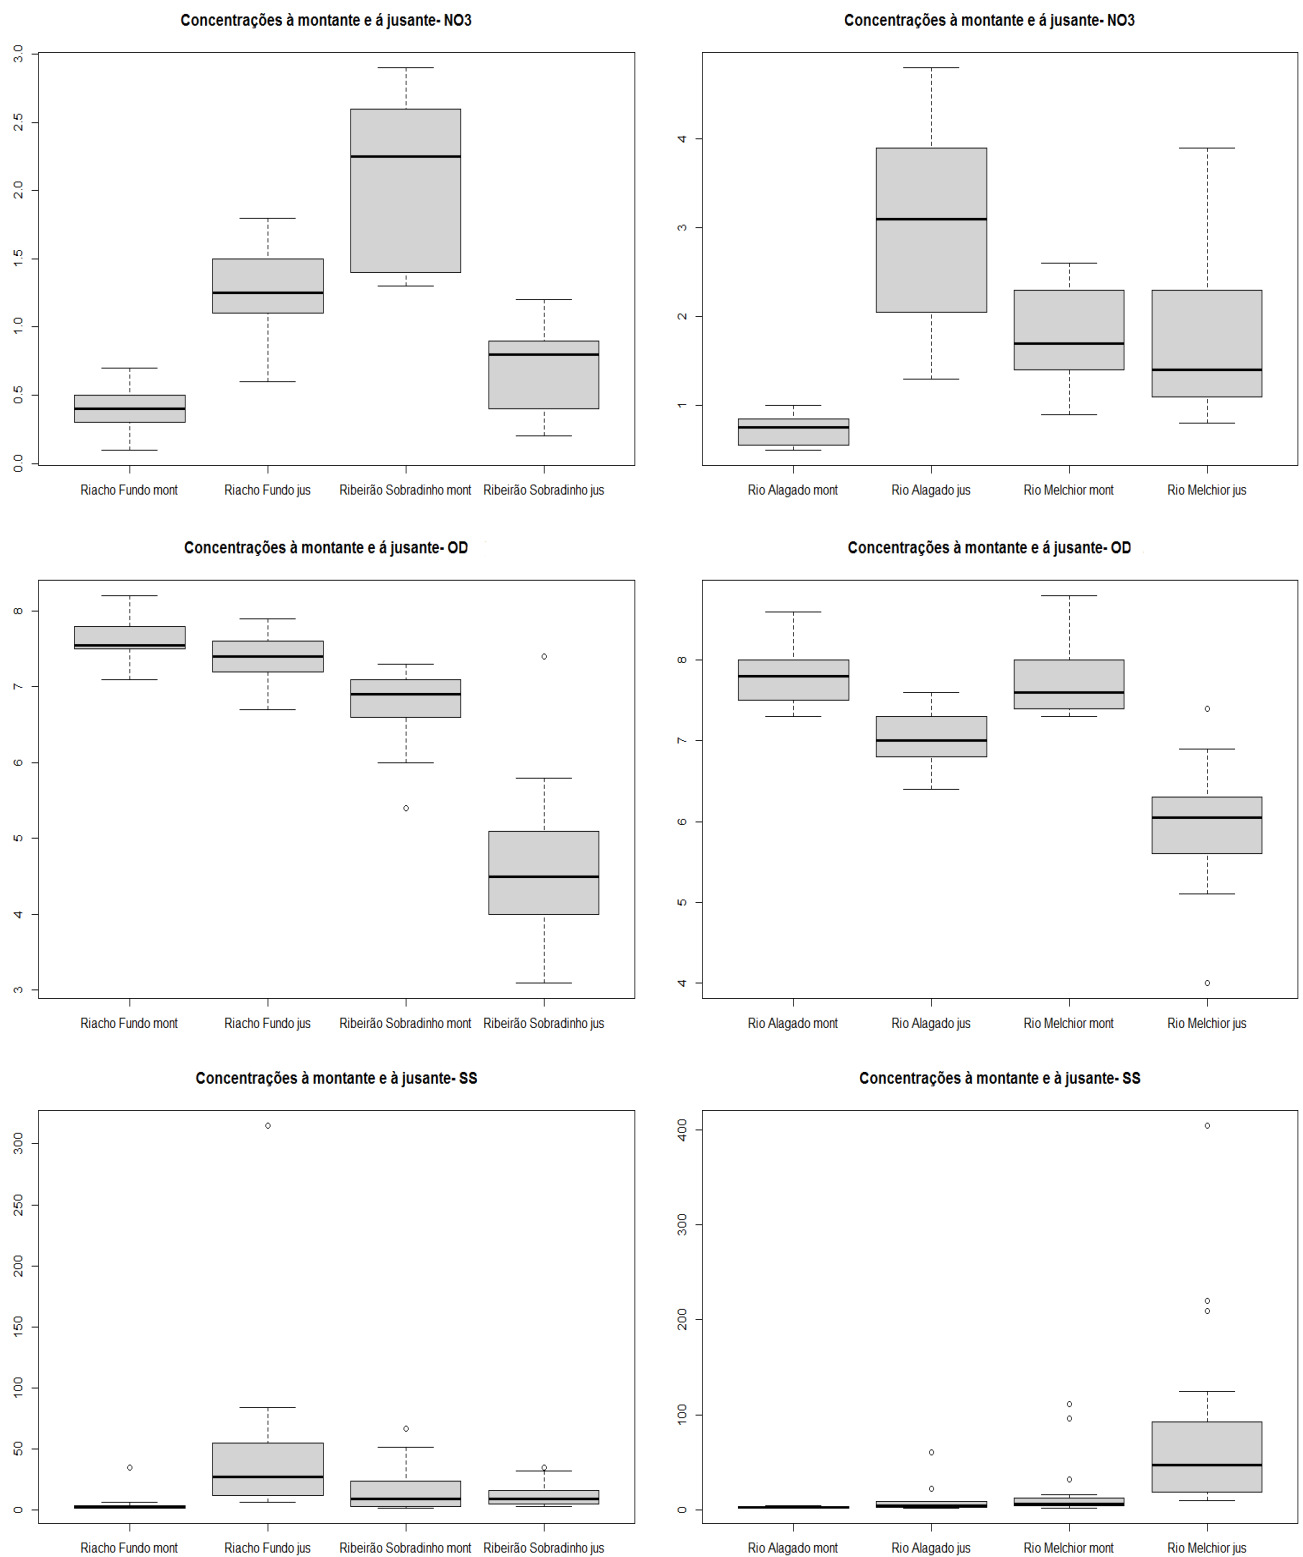 Concentrações à montante e á jusante- NO3
3.0
2.5
2.0
1.5
1.0
0.5
0.0
Riacho Fundo mont Riacho Fundo jus Ribeirão Sobradinho mont Ribeirão Sobradinho jus
Concentrações à montante e á jusante- NO3
4
3
2
1
Rio Alagado mont Rio Alagado jus Rio Melchior mont Rio Melchior jus
Concentrações à montante e á jusante- OD
8
7
6
5
4
3
Riacho Fundo mont Riacho Fundo jus Ribeirão Sobradinho mont Ribeirão Sobradinho jus
Concentrações à montante e á jusante- OD
8
7
6
5
4
Rio Alagado mont Rio Alagado jus Rio Melchior mont Rio Melchior jus
Concentrações à montante e à jusante- SS
300
250
200
150
100
50
0
Riacho Fundo mont Riacho Fundo jus Ribeirão Sobradinho mont Ribeirão Sobradinho jus
Concentrações à montante e à jusante- SS
400
300
200
100
0
Rio Alagado mont Rio Alagado jus Rio Melchior mont Rio Melchior jus